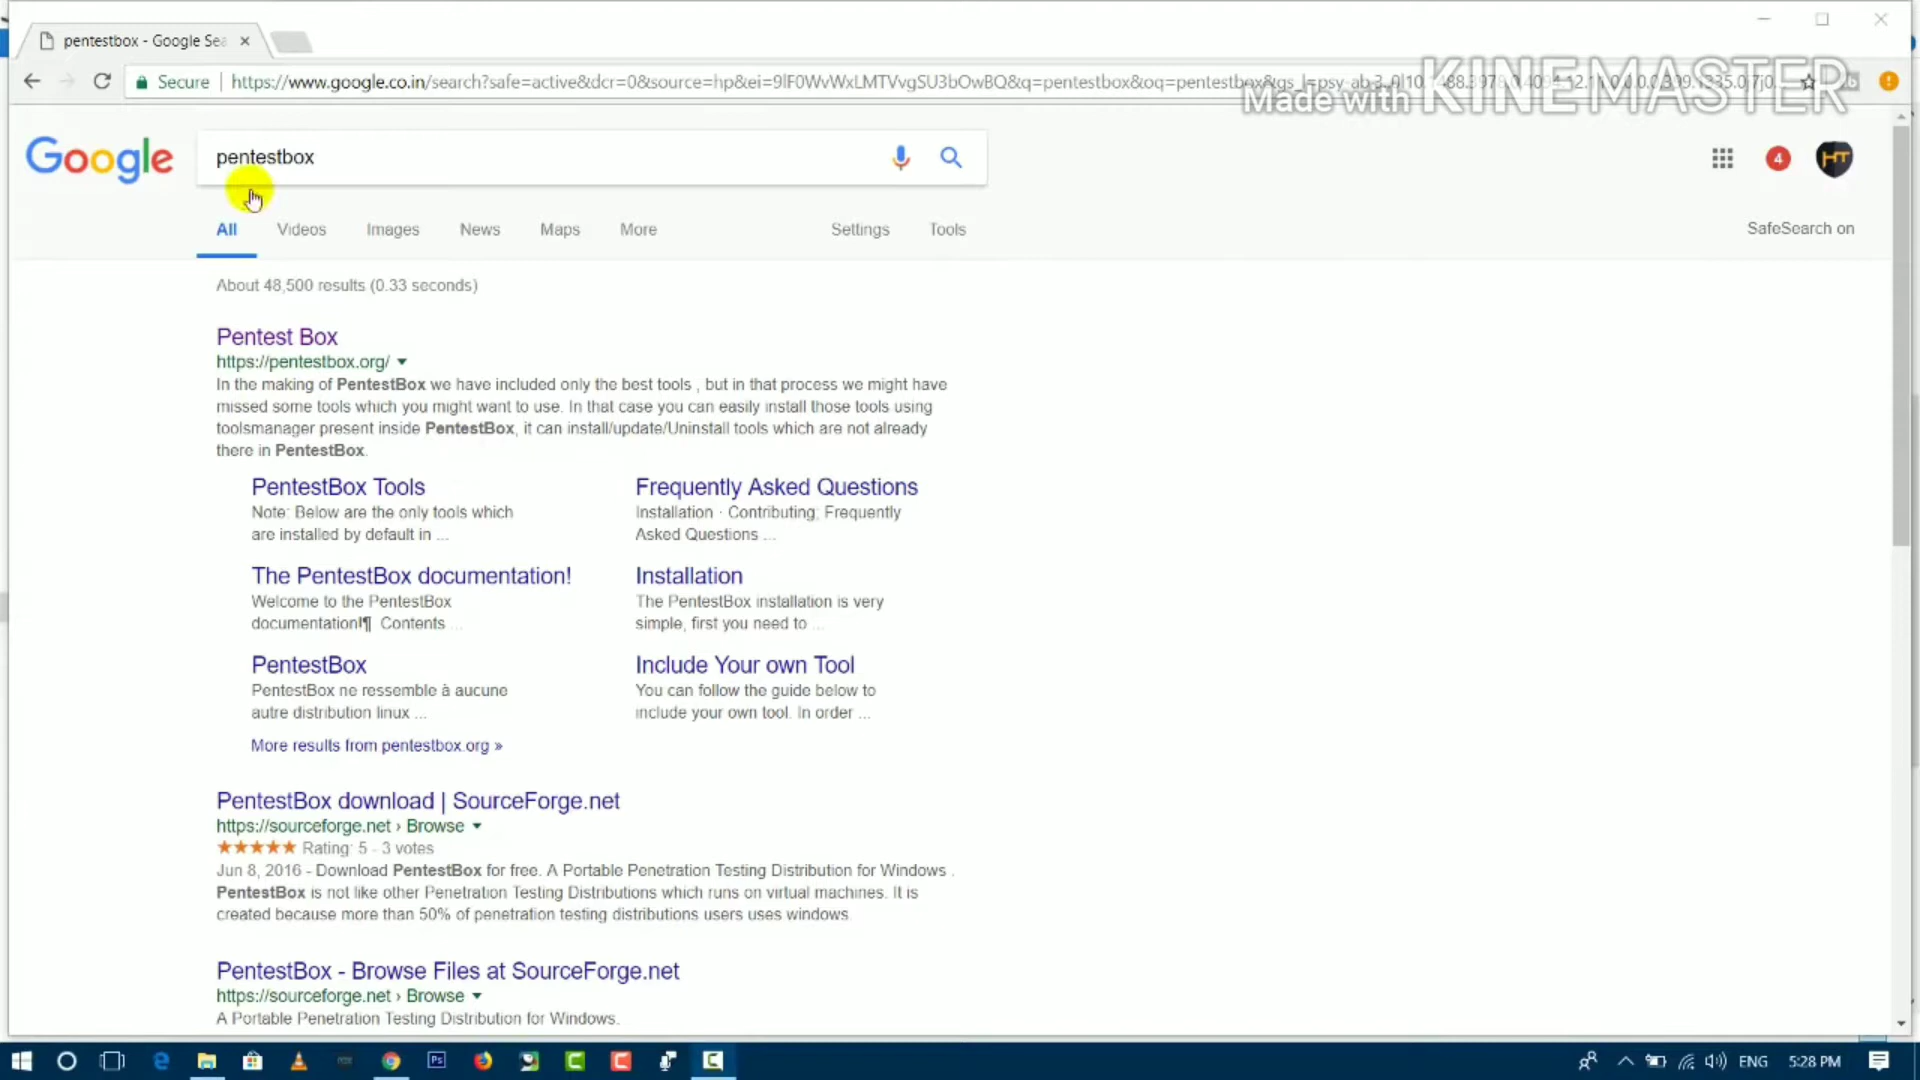 pentestbox - Google Sea
Secure
https://www.google.co.in/search?safe=active&dcr=0&source=hp&ei=9lF0WvWxLMTVvgSU3bOwBQ&q=pentestbox&oq=pentestbox&gs_l=psy-ab.3..0l10.
Made with KINEMASTER
Google
pentestbox
4
HT
All
Videos
Images
News
Maps
More
Settings
Tools
SafeSearch on
About 48,500 results (0.33 seconds)
Pentest Box
https://pentestbox.org/
In the making of PentestBox we have included only the best tools , but in that process we might have
missed some tools which you might want to use. In that case you can easily install those tools using
toolsmanager present inside PentestBox, it can install/update/Uninstall tools which are not already
there in PentestBox.
PentestBox Tools
Note: Below are the only tools which
are installed by default in ...
Frequently Asked Questions
Installation · Contributing; Frequently
Asked Questions ...
The PentestBox documentation!
Welcome to the PentestBox
documentation!¶ Contents ...
Installation
The PentestBox installation is very
simple, first you need to ...
PentestBox
PentestBox ne ressemble à aucune
autre distribution linux ...
Include Your own Tool
You can follow the guide below to
include your own tool. In order ...
More results from pentestbox.org »
PentestBox download | SourceForge.net
https://sourceforge.net › Browse
★★★★★ Rating: 5 - 3 votes
Jun 8, 2016 - Download PentestBox for free. A Portable Penetration Testing Distribution for Windows .
PentestBox is not like other Penetration Testing Distributions which runs on virtual machines. It is
created because more than 50% of penetration testing distributions users uses windows
PentestBox - Browse Files at SourceForge.net
https://sourceforge.net › Browse
A Portable Penetration Testing Distribution for Windows.
Ps
ENG
5:28 PM